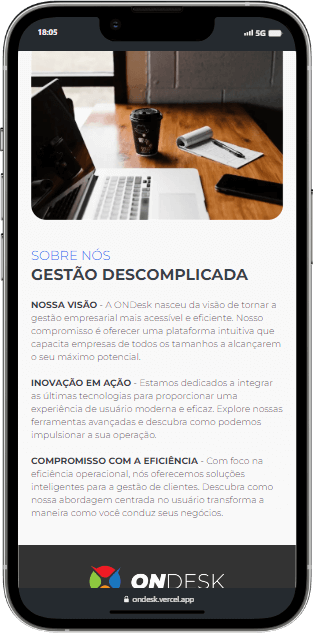 18:05
5G
SOBRE NÓS
GESTÃO DESCOMPLICADA
NOSSA VISÃO - A ONDesk nasceu da visão de tornar a
gestão empresarial mais acessível e eficiente. Nosso
compromisso é oferecer uma plataforma intuitiva que
capacita empresas de todos os tamanhos a alcançarem
o seu máximo potencial.
INOVAÇÃO EM AÇÃO - Estamos dedicados a integrar
as últimas tecnologias para proporcionar uma
experiência de usuário moderna e eficaz. Explore nossas
ferramentas avançadas e descubra como podemos
impulsionar a sua operação.
COMPROMISSO COM A EFICIÊNCIA - Com foco na
eficiência operacional, nós oferecemos soluções
inteligentes para a gestão de clientes. Descubra como
nossa abordagem centrada no usuário transforma a
maneira como você conduz seus negócios.
ONDESK
ondesk.vercel.app